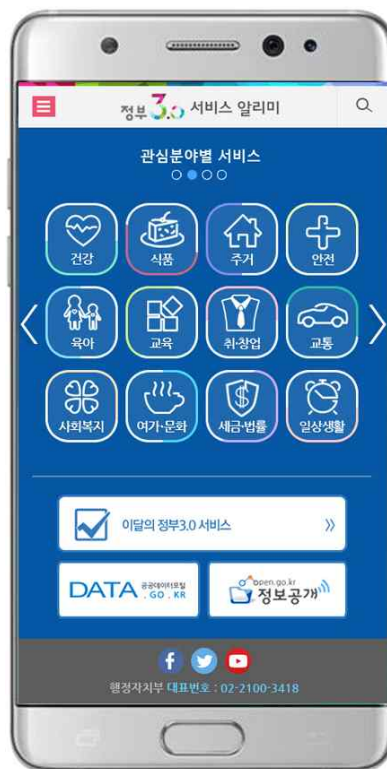 정부3.0 서비스 알리미
관심분야별 서비스
건강 식품 주거 안전
육아 교육 취·창업 교통
사회복지 여가·문화 세금·법률 일상생활
이달의 정부3.0 서비스 》
DATA 공공데이터포털
.GO.KR
open.go.kr
정보공개
행정자치부 대표번호 : 02-2100-3418